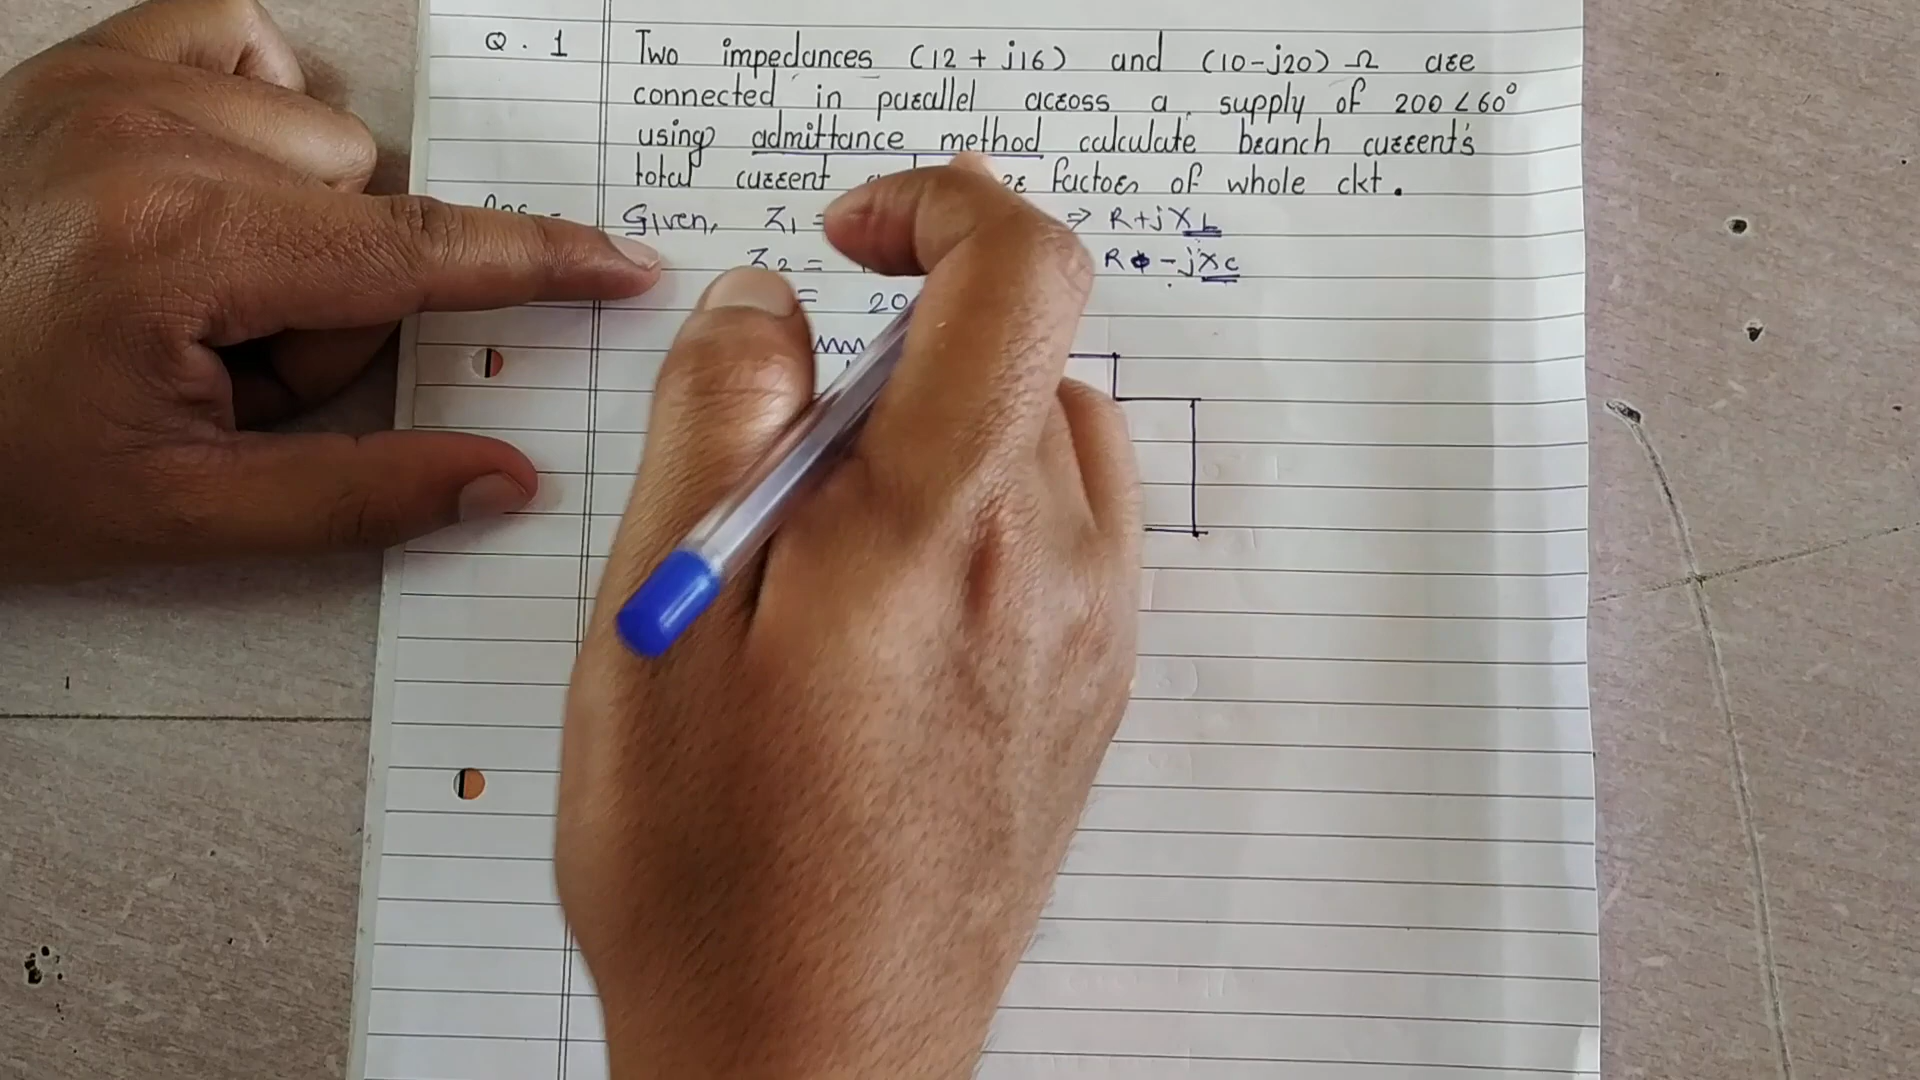 Q. 1 Two impedances (12 + j16) and (10-j20) Ω are
connected in parallel across a supply of 200 ∠60°
using admittance method calculate branch current's
total current factor of whole ckt.
Ans - Given, Z1 = ⇒ R+jXL
Z2 = R -jXc
= 20